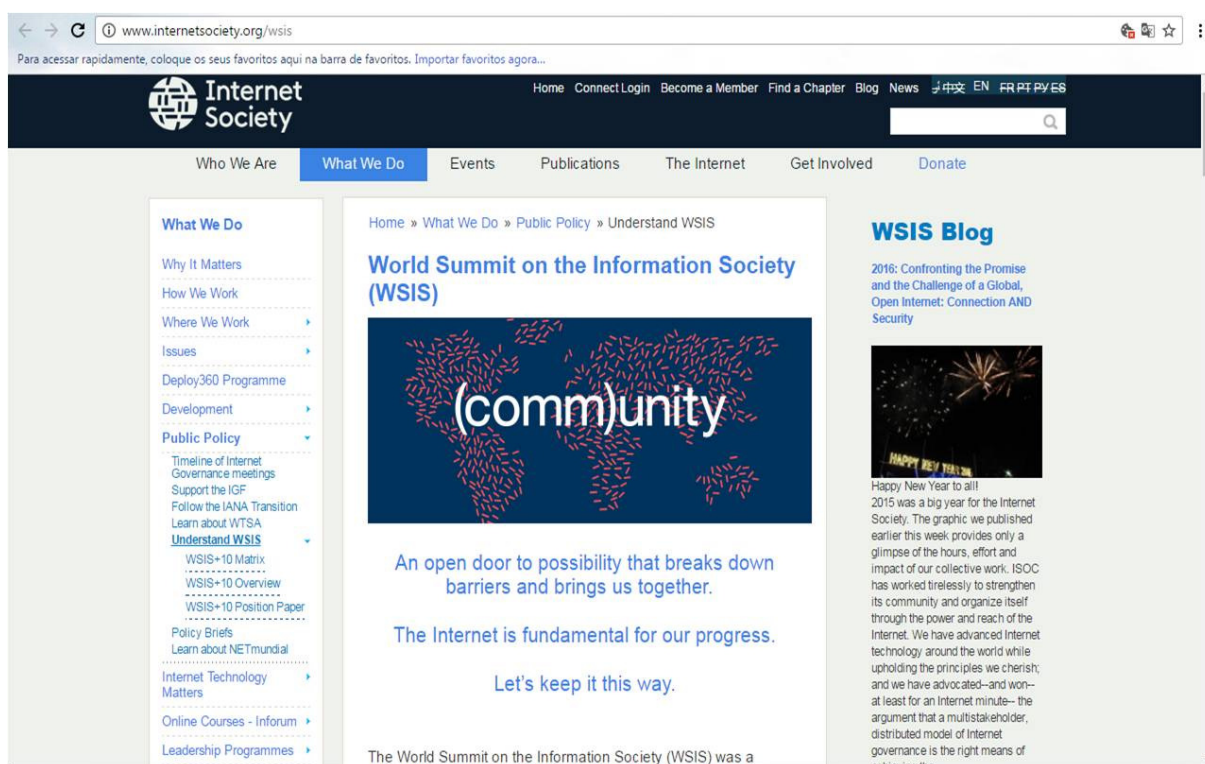 www.internetsociety.org/wsis
Para acessar rapidamente, coloque os seus favoritos aqui na barra de favoritos. Importar favoritos agora...
Internet
Society
Home Connect Login Become a Member Find a Chapter Blog News 中文 EN FR PT РУ ES
Who We Are What We Do Events Publications The Internet Get Involved Donate
What We Do
Why It Matters
How We Work
Where We Work
Issues
Deploy360 Programme
Development
Public Policy
Timeline of Internet
Governance meetings
Support the IGF
Follow the IANA Transition
Learn about WTSA
Understand WSIS
WSIS+10 Matrix
WSIS+10 Overview
WSIS+10 Position Paper
Policy Briefs
Learn about NETmundial
Internet Technology
Matters
Online Courses - Inforum
Leadership Programmes
Home » What We Do » Public Policy » Understand WSIS
World Summit on the Information Society
(WSIS)
(comm)unity
An open door to possibility that breaks down
barriers and brings us together.
The Internet is fundamental for our progress.
Let's keep it this way.
The World Summit on the Information Society (WSIS) was a
WSIS Blog
2016: Confronting the Promise
and the Challenge of a Global,
Open Internet: Connection AND
Security
HAPPY NEW YEAR
Happy New Year to all!
2015 was a big year for the Internet
Society. The graphic we published
earlier this week provides only a
glimpse of the hours, effort and
impact of our collective work. ISOC
has worked tirelessly to strengthen
its community and organize itself
through the power and reach of the
Internet. We have advanced Internet
technology around the world while
upholding the principles we cherish;
and we have advocated--and won--
at least for an Internet minute-- the
argument that a multistakeholder,
distributed model of Internet
governance is the right means of